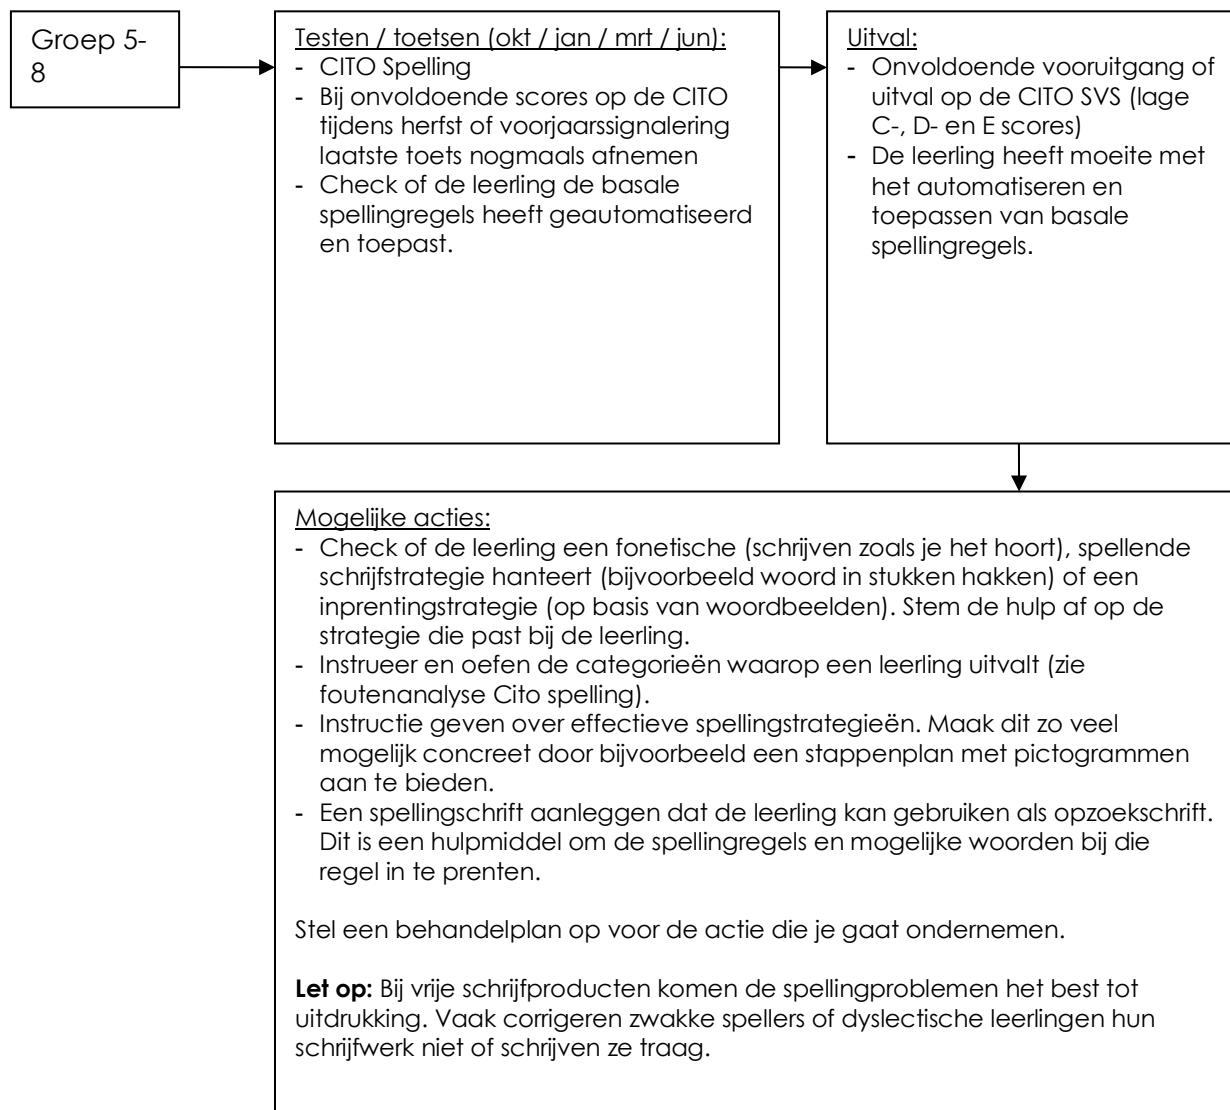 Groep 5-
8
Testen / toetsen (okt / jan / mrt / jun):
- CITO Spelling
- Bij onvoldoende scores op de CITO
tijdens herfst of voorjaarssignalering
laatste toets nogmaals afnemen
- Check of de leerling de basale
spellingregels heeft geautomatiseerd
en toepast.
Uitval:
- Onvoldoende vooruitgang of
uitval op de CITO SVS (lage
C-, D- en E scores)
- De leerling heeft moeite met
het automatiseren en
toepassen van basale
spellingregels.
Mogelijke acties:
- Check of de leerling een fonetische (schrijven zoals je het hoort), spellende
schrijfstrategie hanteert (bijvoorbeeld woord in stukken hakken) of een
inprentingstrategie (op basis van woordbeelden). Stem de hulp af op de
strategie die past bij de leerling.
- Instrueer en oefen de categorieën waarop een leerling uitvalt (zie
foutenanalyse Cito spelling).
- Instructie geven over effectieve spellingstrategieën. Maak dit zo veel
mogelijk concreet door bijvoorbeeld een stappenplan met pictogrammen
aan te bieden.
- Een spellingschrift aanleggen dat de leerling kan gebruiken als opzoekschrift.
Dit is een hulpmiddel om de spellingregels en mogelijke woorden bij die
regel in te prenten.
Stel een behandelplan op voor de actie die je gaat ondernemen.
Let op: Bij vrije schrijfproducten komen de spellingproblemen het best tot
uitdrukking. Vaak corrigeren zwakke spellers of dyslectische leerlingen hun
schrijfwerk niet of schrijven ze traag.